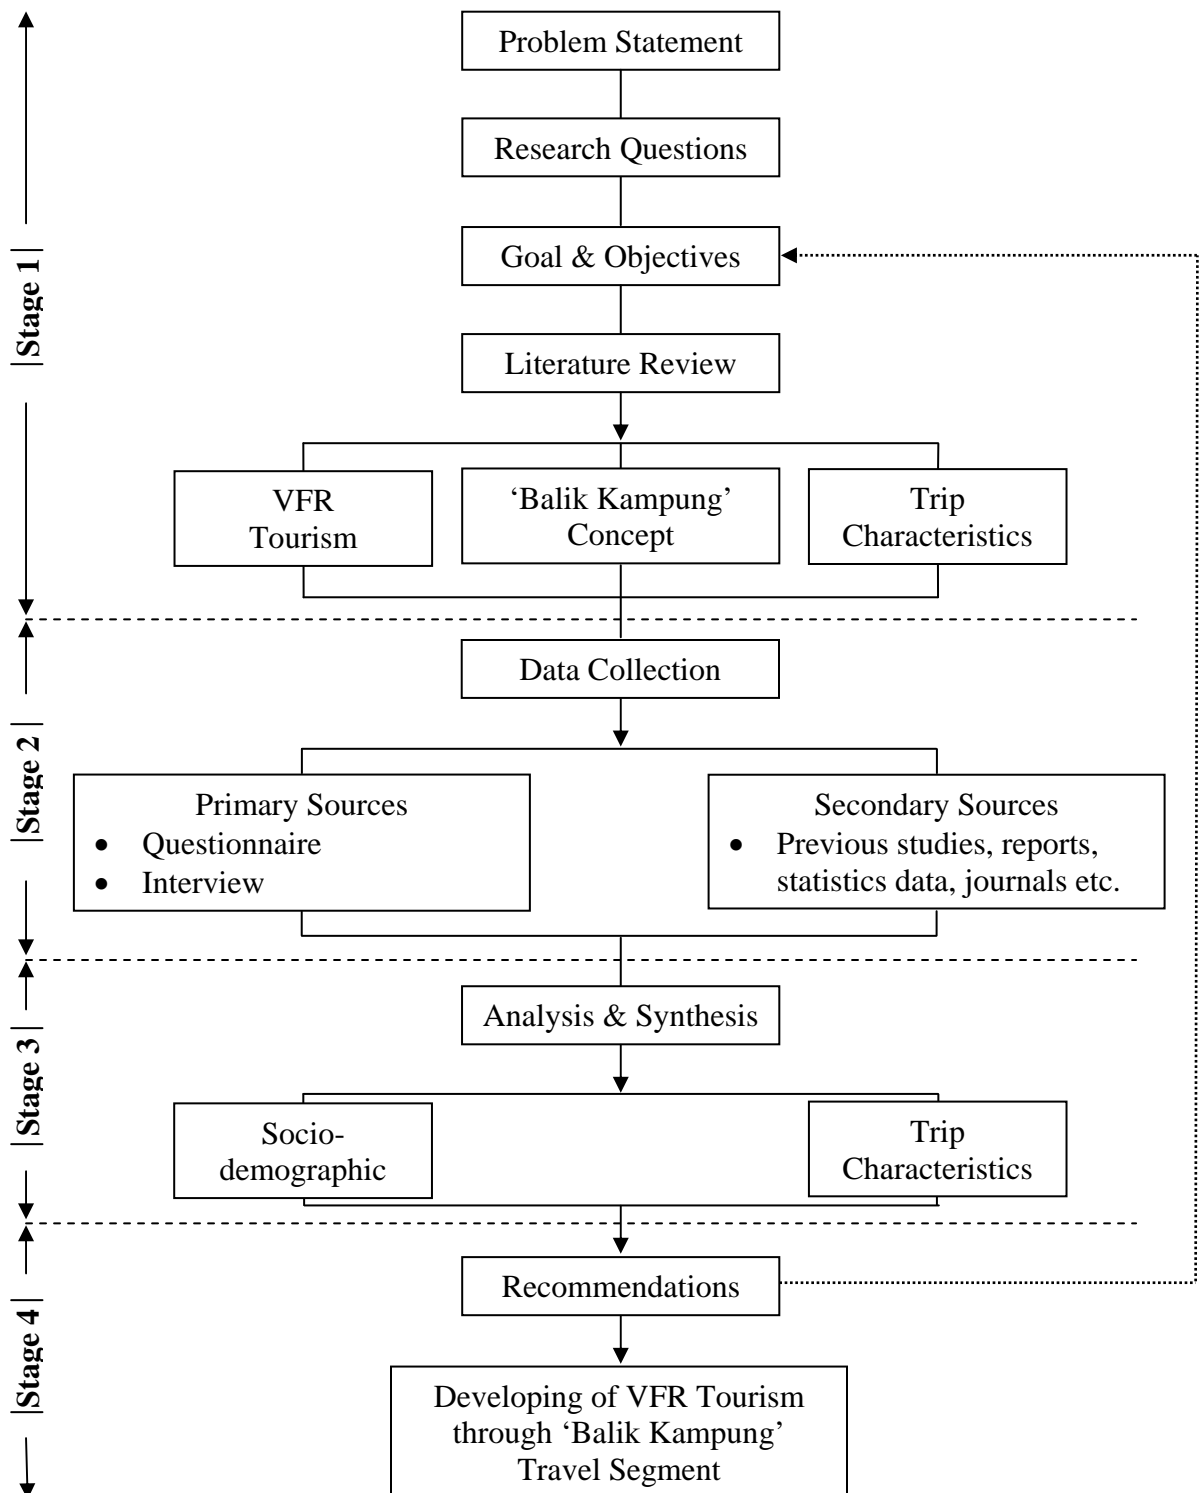 Problem Statement
Research Questions
Goal & Objectives
|Stage 1|
Literature Review
VFR
Tourism
‘Balik Kampung’
Concept
Trip
Characteristics
Data Collection
|Stage 2|
Primary Sources
• Questionnaire
• Interview
Secondary Sources
• Previous studies, reports,
statistics data, journals etc.
Analysis & Synthesis
|Stage 3|
Socio-
demographic
Trip
Characteristics
Recommendations
|Stage 4|
Developing of VFR Tourism
through ‘Balik Kampung’
Travel Segment